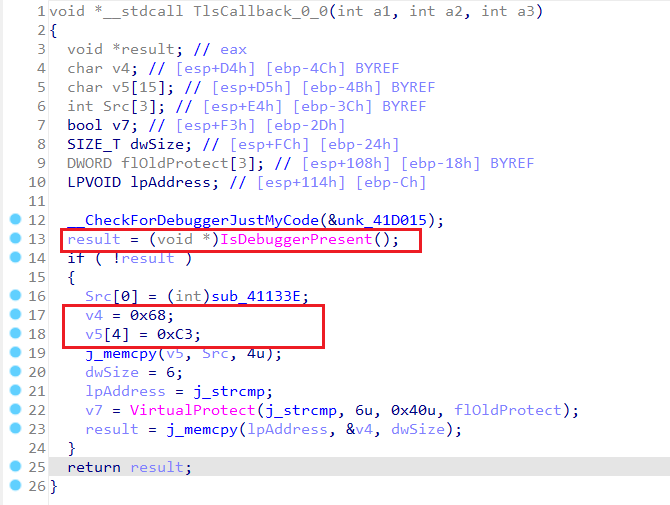 1 void *__stdcall TlsCallback_0_0(int a1, int a2, int a3)
2 {
3 void *result; // eax
4 char v4; // [esp+D4h] [ebp-4Ch] BYREF
5 char v5[15]; // [esp+D5h] [ebp-4Bh] BYREF
6 int Src[3]; // [esp+E4h] [ebp-3Ch] BYREF
7 bool v7; // [esp+F3h] [ebp-2Dh]
8 SIZE_T dwSize; // [esp+FCh] [ebp-24h]
9 DWORD flOldProtect[3]; // [esp+108h] [ebp-18h] BYREF
10 LPVOID lpAddress; // [esp+114h] [ebp-Ch]
11
12 __CheckForDebuggerJustMyCode(&unk_41D015);
13 result = (void *)IsDebuggerPresent();
14 if ( !result )
15 {
16 Src[0] = (int)sub_41133E;
17 v4 = 0x68;
18 v5[4] = 0xC3;
19 j_memcpy(v5, Src, 4u);
20 dwSize = 6;
21 lpAddress = j_strcmp;
22 v7 = VirtualProtect(j_strcmp, 6u, 0x40u, flOldProtect);
23 result = j_memcpy(lpAddress, &v4, dwSize);
24 }
25 return result;
26 }